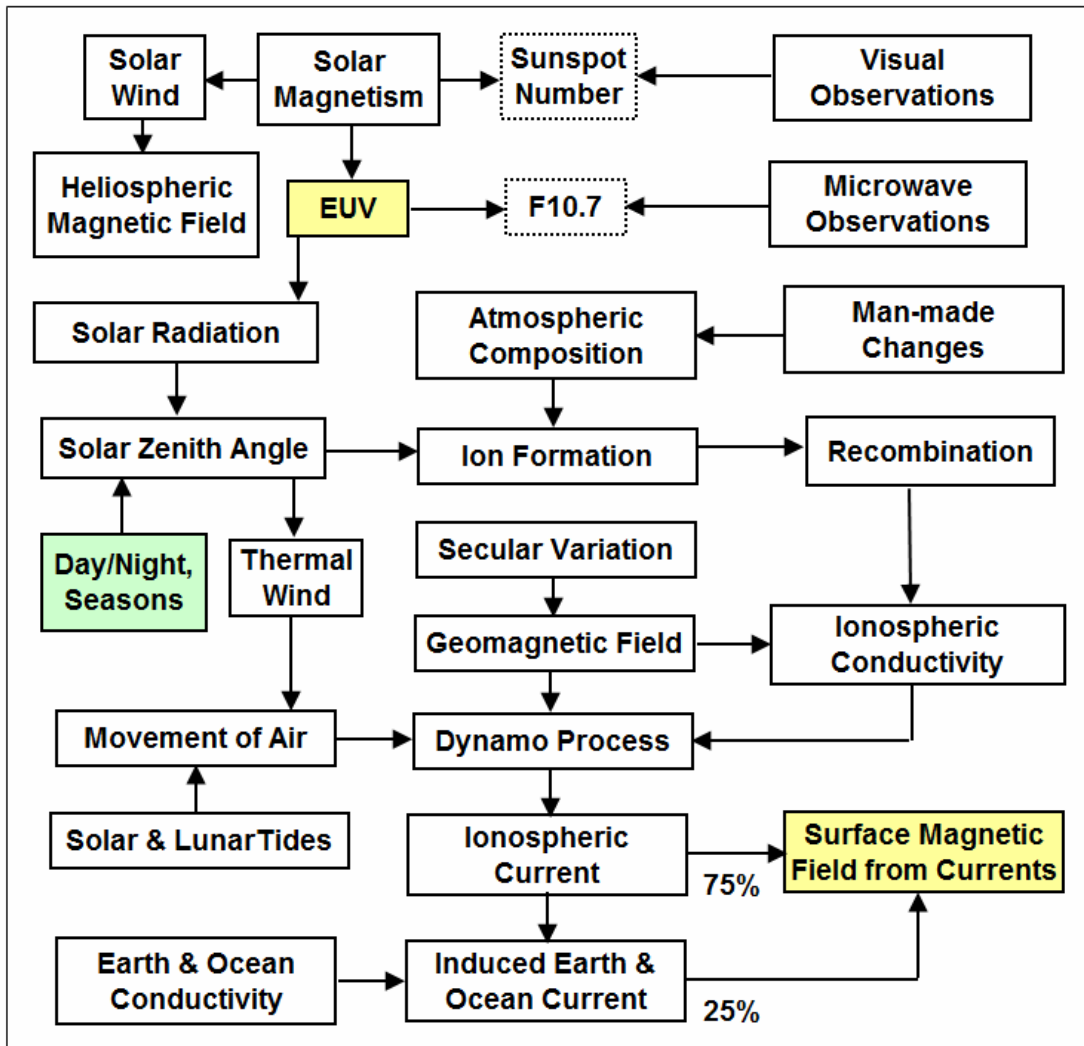 Solar
Wind
Solar
Magnetism
Sunspot
Number
Visual
Observations
Heliospheric
Magnetic Field
EUV
F10.7
Microwave
Observations
Solar Radiation
Atmospheric
Composition
Man-made
Changes
Solar Zenith Angle
Ion Formation
Recombination
Day/Night,
Seasons
Thermal
Wind
Secular Variation
Geomagnetic Field
Ionospheric
Conductivity
Movement of Air
Dynamo Process
Solar & LunarTides
Ionospheric
Current
75%
Surface Magnetic
Field from Currents
Earth & Ocean
Conductivity
Induced Earth &
Ocean Current
25%